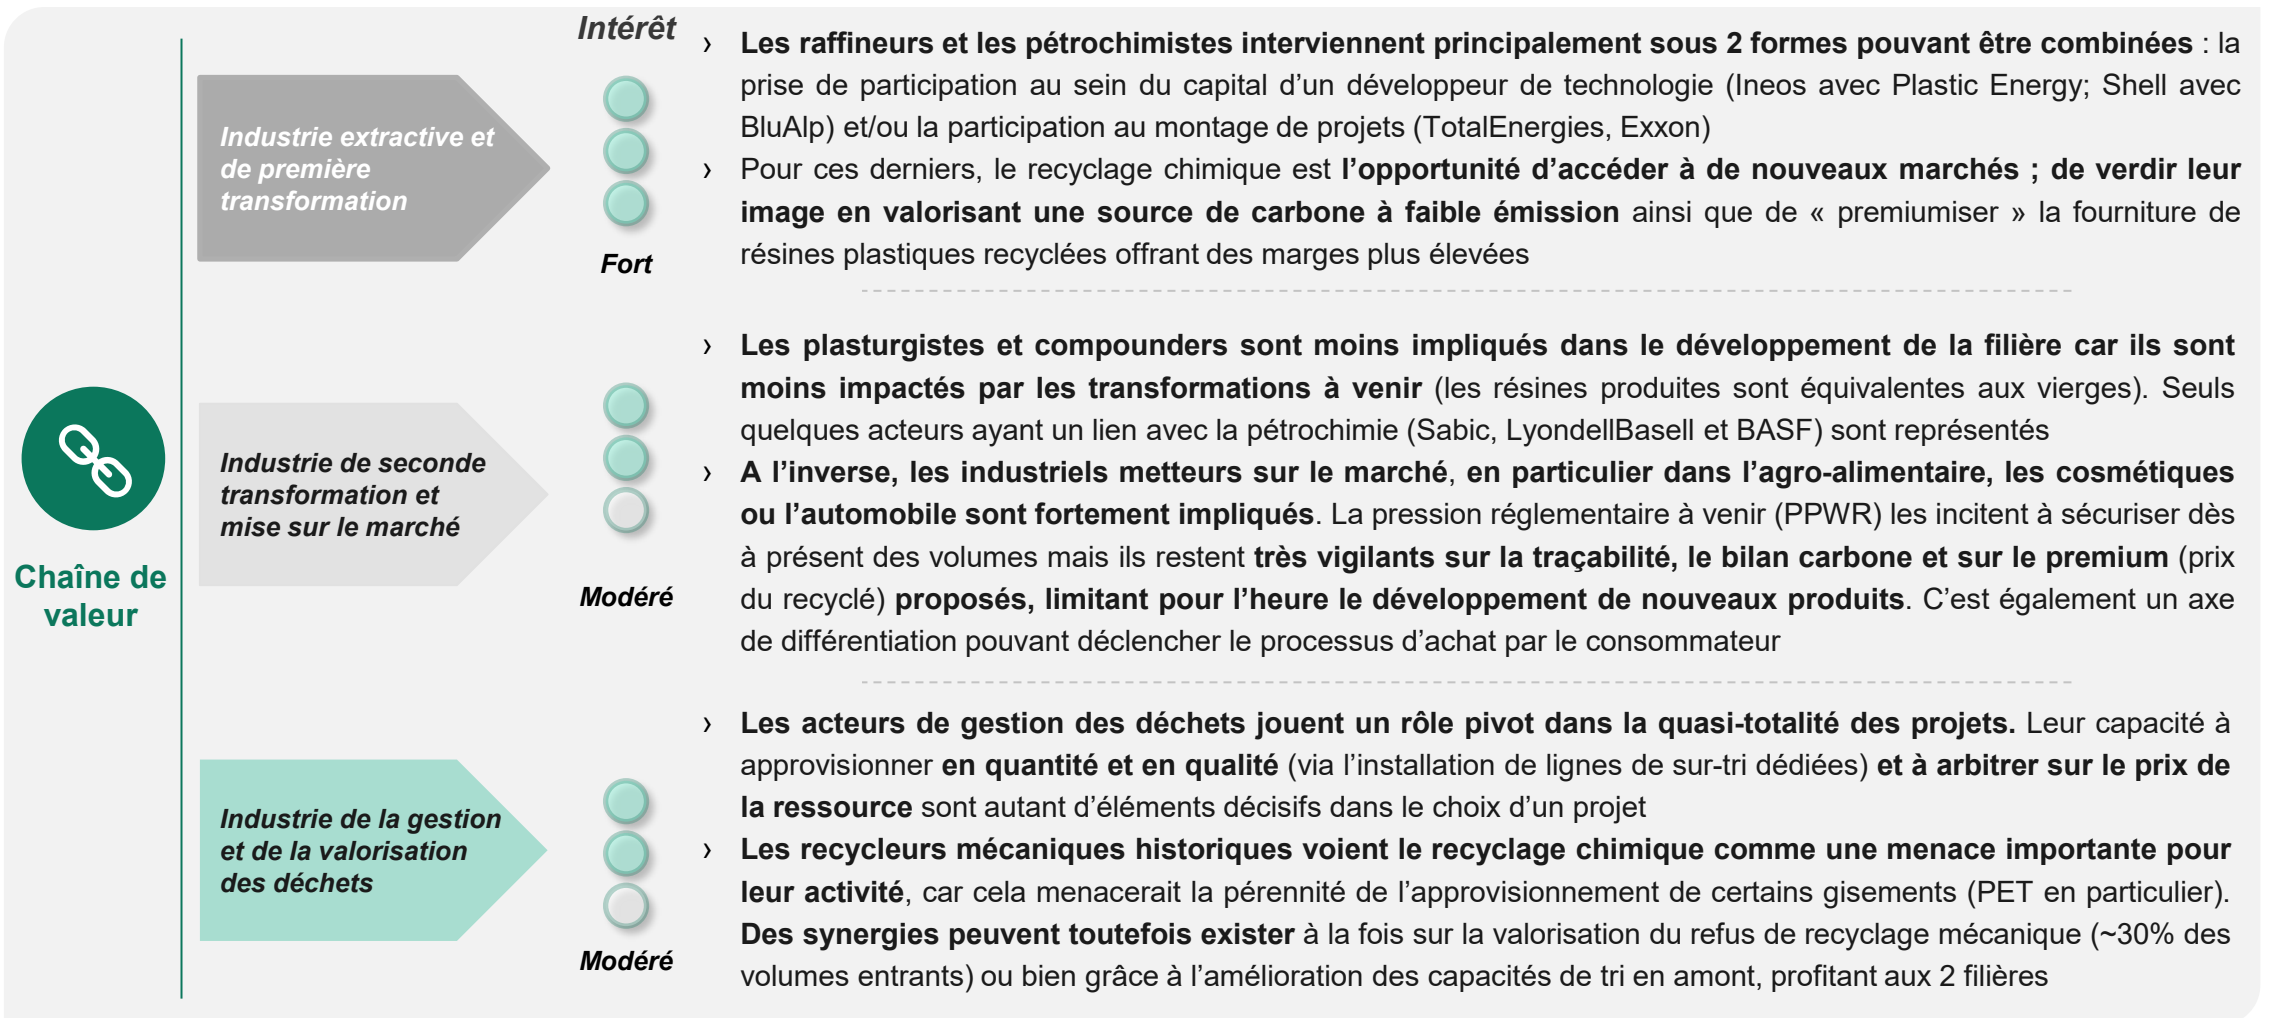 Chaîne de
valeur
Intérêt
Industrie extractive et
de première
transformation
Fort
› Les raffineurs et les pétrochimistes interviennent principalement sous 2 formes pouvant être combinées : la
prise de participation au sein du capital d’un développeur de technologie (Ineos avec Plastic Energy; Shell avec
BluAlp) et/ou la participation au montage de projets (TotalEnergies, Exxon)
› Pour ces derniers, le recyclage chimique est l’opportunité d’accéder à de nouveaux marchés ; de verdir leur
image en valorisant une source de carbone à faible émission ainsi que de « premiumiser » la fourniture de
résines plastiques recyclées offrant des marges plus élevées
Industrie de seconde
transformation et
mise sur le marché
Modéré
› Les plasturgistes et compounders sont moins impliqués dans le développement de la filière car ils sont
moins impactés par les transformations à venir (les résines produites sont équivalentes aux vierges). Seuls
quelques acteurs ayant un lien avec la pétrochimie (Sabic, LyondellBasell et BASF) sont représentés
› A l’inverse, les industriels metteurs sur le marché, en particulier dans l’agro-alimentaire, les cosmétiques
ou l’automobile sont fortement impliqués. La pression réglementaire à venir (PPWR) les incitent à sécuriser dès
à présent des volumes mais ils restent très vigilants sur la traçabilité, le bilan carbone et sur le premium (prix
du recyclé) proposés, limitant pour l’heure le développement de nouveaux produits. C’est également un axe
de différentiation pouvant déclencher le processus d’achat par le consommateur
Industrie de la gestion
et de la valorisation
des déchets
Modéré
› Les acteurs de gestion des déchets jouent un rôle pivot dans la quasi-totalité des projets. Leur capacité à
approvisionner en quantité et en qualité (via l’installation de lignes de sur-tri dédiées) et à arbitrer sur le prix de
la ressource sont autant d’éléments décisifs dans le choix d’un projet
› Les recycleurs mécaniques historiques voient le recyclage chimique comme une menace importante pour
leur activité, car cela menacerait la pérennité de l’approvisionnement de certains gisements (PET en particulier).
Des synergies peuvent toutefois exister à la fois sur la valorisation du refus de recyclage mécanique (~30% des
volumes entrants) ou bien grâce à l’amélioration des capacités de tri en amont, profitant aux 2 filières